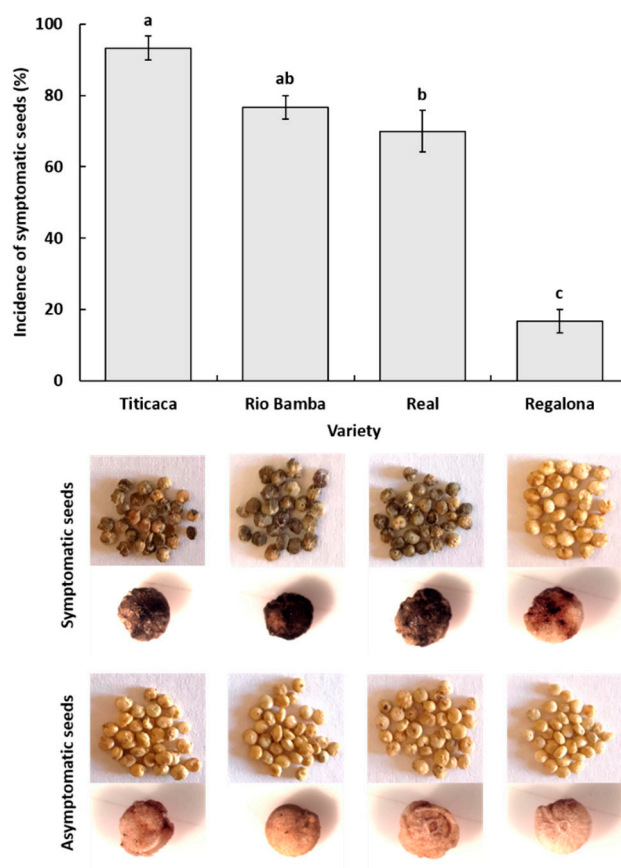 100
80
60
40
20
0
Incidence of symptomatic seeds (%)
a
ab
b
c
Titicaca Rio Bamba Real Regalona
Variety
Symptomatic seeds
Asymptomatic seeds